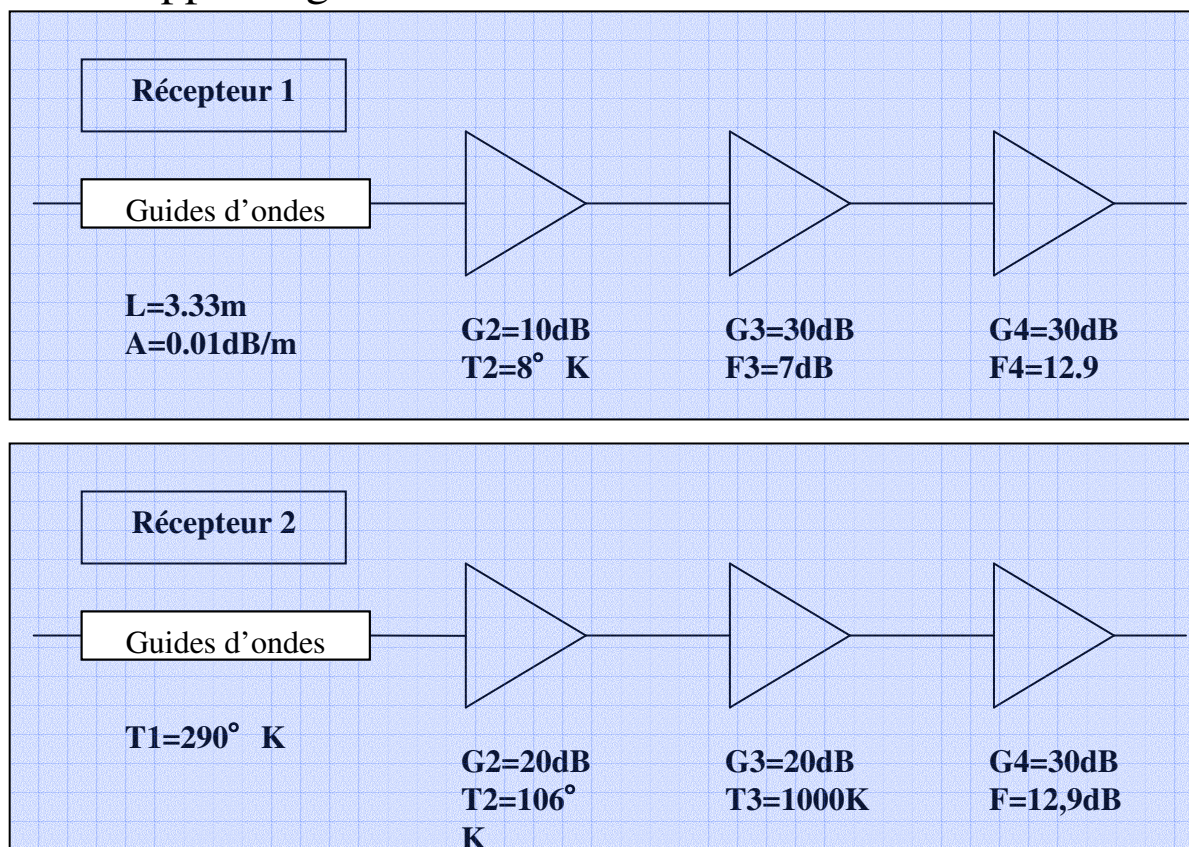 Récepteur 1
Guides d'ondes
L=3.33m
A=0.01dB/m
G2=10dB
T2=8° K
G3=30dB
F3=7dB
G4=30dB
F4=12.9
Récepteur 2
Guides d'ondes
T1=290° K
G2=20dB
T2=106°
K
G3=20dB
T3=1000K
G4=30dB
F=12,9dB